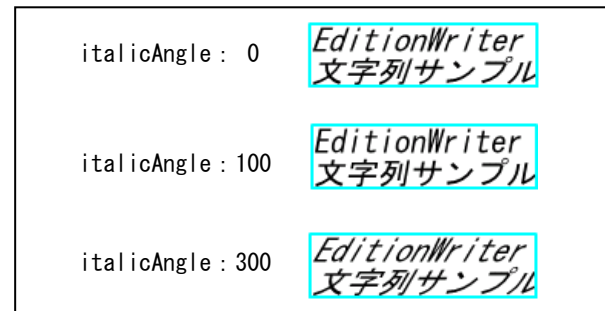 italicAngle： 0
EditionWriter
文字列サンプル
italicAngle：100
EditionWriter
文字列サンプル
italicAngle：300
EditionWriter
文字列サンプル